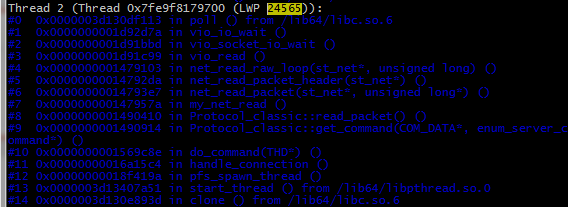 Thread 2 (Thread 0x7fe9f8179700 (LWP 24565)):
#0 0x0000003d130df113 in poll () from /lib64/libc.so.6
#1 0x0000000001d92d7a in vio_io_wait ()
#2 0x0000000001d91bbd in vio_socket_io_wait ()
#3 0x0000000001d91c99 in vio_read ()
#4 0x0000000001479103 in net_read_raw_loop(st_net*, unsigned long) ()
#5 0x00000000014792da in net_read_packet_header(st_net*) ()
#6 0x00000000014793e7 in net_read_packet(st_net*, unsigned long*) ()
#7 0x000000000147957a in my_net_read ()
#8 0x0000000001490410 in Protocol_classic::read_packet() ()
#9 0x0000000001490914 in Protocol_classic::get_command(COM_DATA*, enum_server_c
ommand*) ()
#10 0x0000000001569c8e in do_command(THD*) ()
#11 0x00000000016a15c4 in handle_connection ()
#12 0x00000000018f419a in pfs_spawn_thread ()
#13 0x0000003d13407a51 in start_thread () from /lib64/libpthread.so.0
#14 0x0000003d130e893d in clone () from /lib64/libc.so.6